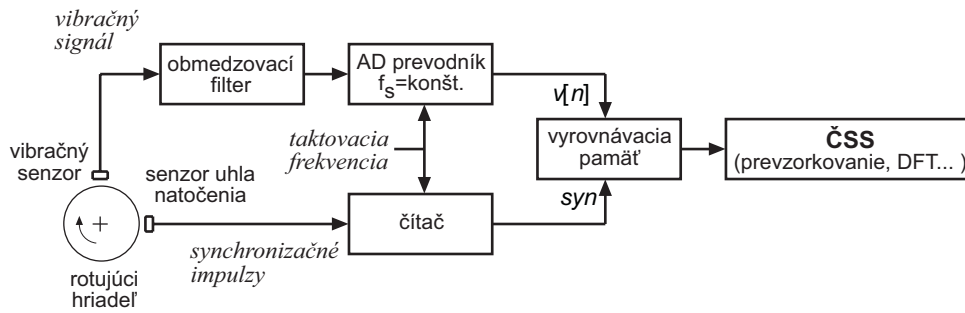 vibračný
signál
obmedzovací
filter
AD prevodník
fs=konšt.
v[n]
taktovacia
frekvencia
vyrovnávacia
pamäť
ČSS
(prevzorkovanie, DFT... )
vibračný
senzor
senzor uhla
natočenia
čítač
syn
synchronizačné
impulzy
rotujúci
hriadeľ